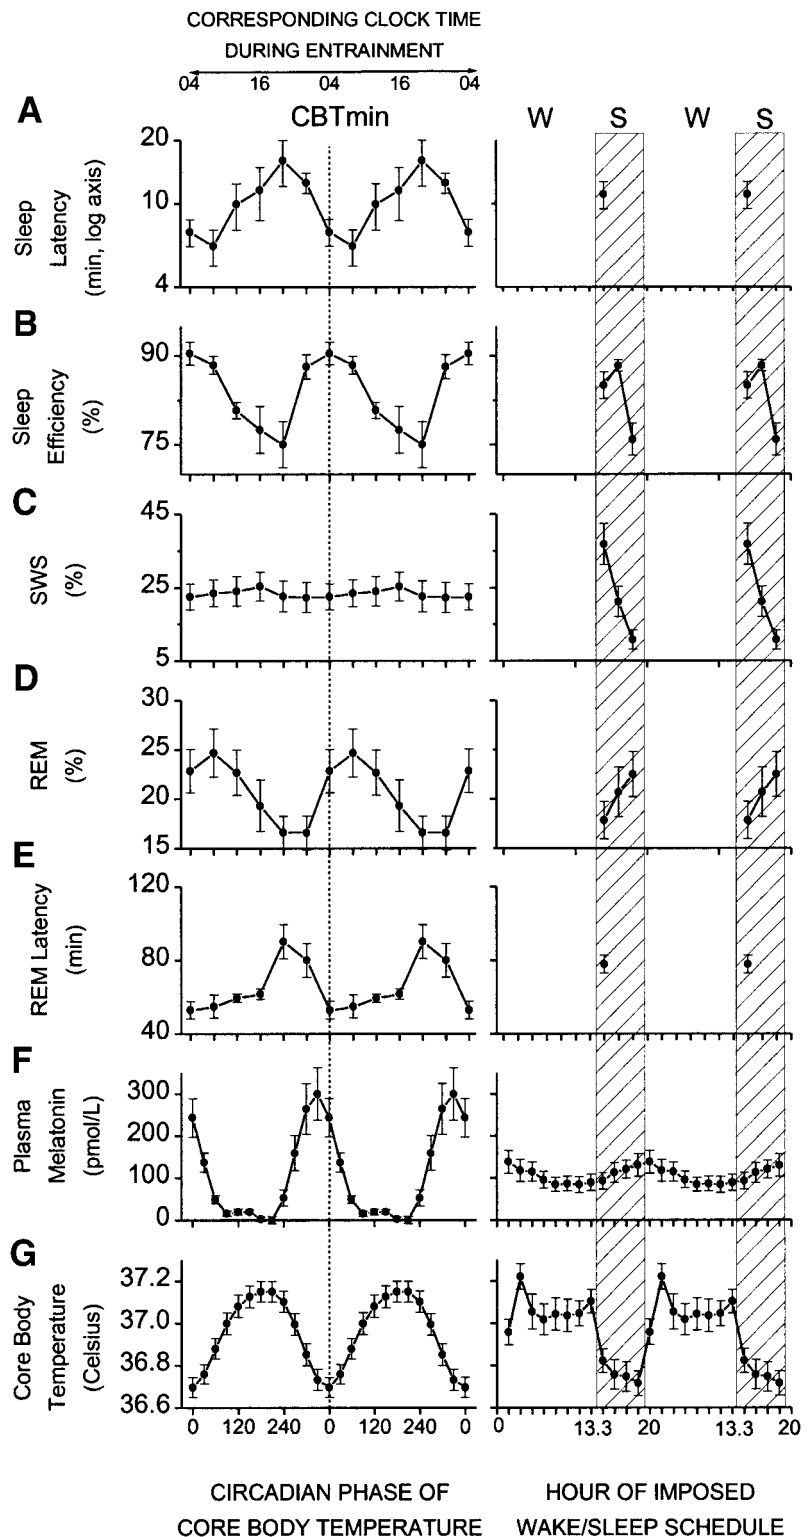 CORRESPONDING CLOCK TIME
DURING ENTRAINMENT
04 16 04 16 04
A
CBTmin
W S W S
20
10
4
Sleep
Latency
(min, log axis)
B
90
75
Sleep
Efficiency
(%)
C
45
25
5
SWS
(%)
D
30
25
20
15
REM
(%)
E
120
80
40
REM Latency
(min)
F
300
200
100
0
Plasma
Melatonin
(pmol/L)
G
37.2
37.0
36.8
36.6
Core Body
Temperature
(Celsius)
0 120 240 0 120 240 0
0 13.3 20 13.3 20
CIRCADIAN PHASE OF
CORE BODY TEMPERATURE
HOUR OF IMPOSED
WAKE/SLEEP SCHEDULE